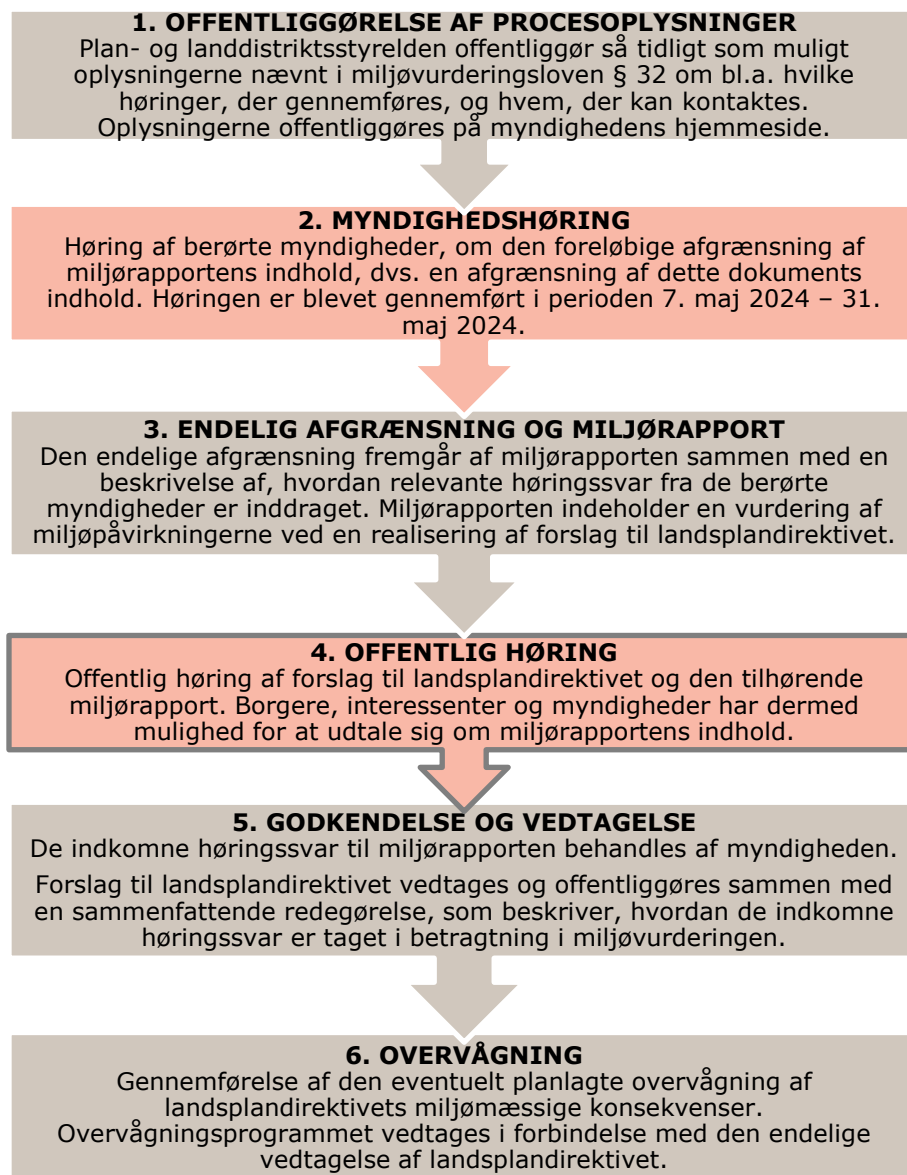 1. OFFENTLIGGØRELSE AF PROCESOPLYSNINGER
Plan- og landdistriktsstyrelden offentliggør så tidligt som muligt
oplysningerne nævnt i miljøvurderingsloven § 32 om bl.a. hvilke
høringer, der gennemføres, og hvem, der kan kontaktes.
Oplysningerne offentliggøres på myndighedens hjemmeside.
2. MYNDIGHEDSHØRING
Høring af berørte myndigheder, om den foreløbige afgrænsning af
miljørapportens indhold, dvs. en afgrænsning af dette dokuments
indhold. Høringen er blevet gennemført i perioden 7. maj 2024 – 31.
maj 2024.
3. ENDELIG AFGRÆNSNING OG MILJØRAPPORT
Den endelige afgrænsning fremgår af miljørapporten sammen med en
beskrivelse af, hvordan relevante høringssvar fra de berørte
myndigheder er inddraget. Miljørapporten indeholder en vurdering af
miljøpåvirkningerne ved en realisering af forslag til landsplandirektivet.
4. OFFENTLIG HØRING
Offentlig høring af forslag til landsplandirektivet og den tilhørende
miljørapport. Borgere, interessenter og myndigheder har dermed
mulighed for at udtale sig om miljørapportens indhold.
5. GODKENDELSE OG VEDTAGELSE
De indkomne høringssvar til miljørapporten behandles af myndigheden.
Forslag til landsplandirektivet vedtages og offentliggøres sammen med
en sammenfattende redegørelse, som beskriver, hvordan de indkomne
høringssvar er taget i betragtning i miljøvurderingen.
6. OVERVÅGNING
Gennemførelse af den eventuelt planlagte overvågning af
landsplandirektivets miljømæssige konsekvenser.
Overvågningsprogrammet vedtages i forbindelse med den endelige
vedtagelse af landsplandirektivet.